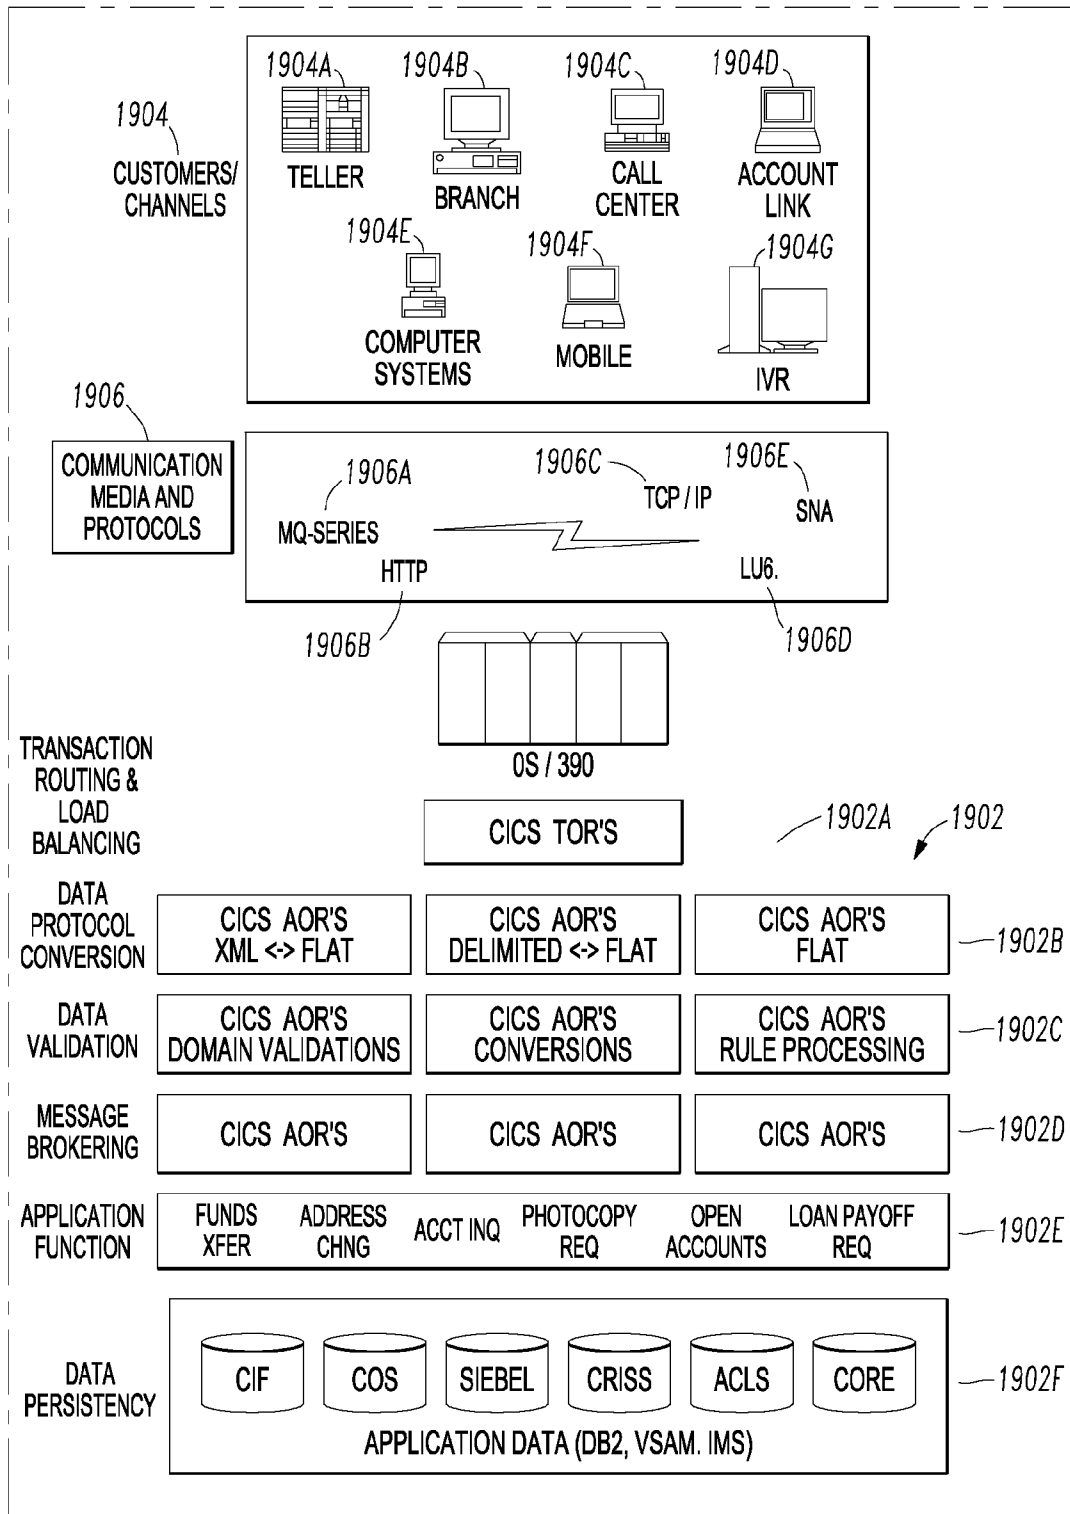 1904A
1904B
1904C
1904D
1904
CUSTOMERS/
CHANNELS
TELLER
BRANCH
CALL
CENTER
ACCOUNT
LINK
1904E
1904F
1904G
COMPUTER
SYSTEMS
MOBILE
IVR
1906
COMMUNICATION
MEDIA AND
PROTOCOLS
1906A
1906C
1906E
MQ-SERIES
TCP / IP
SNA
HTTP
LU6.
1906B
1906D
OS / 390
TRANSACTION
ROUTING &
LOAD
BALANCING
CICS TOR'S
1902A
1902
DATA
PROTOCOL
CONVERSION
CICS AOR'S
XML <-> FLAT
CICS AOR'S
DELIMITED <-> FLAT
CICS AOR'S
FLAT
1902B
DATA
VALIDATION
CICS AOR'S
DOMAIN VALIDATIONS
CICS AOR'S
CONVERSIONS
CICS AOR'S
RULE PROCESSING
1902C
MESSAGE
BROKERING
CICS AOR'S
CICS AOR'S
CICS AOR'S
1902D
APPLICATION
FUNCTION
FUNDS
XFER
ADDRESS
CHNG
ACCT INQ
PHOTOCOPY
REQ
OPEN
ACCOUNTS
LOAN PAYOFF
REQ
1902E
DATA
PERSISTENCY
CIF
COS
SIEBEL
CRISS
ACLS
CORE
1902F
APPLICATION DATA (DB2, VSAM. IMS)